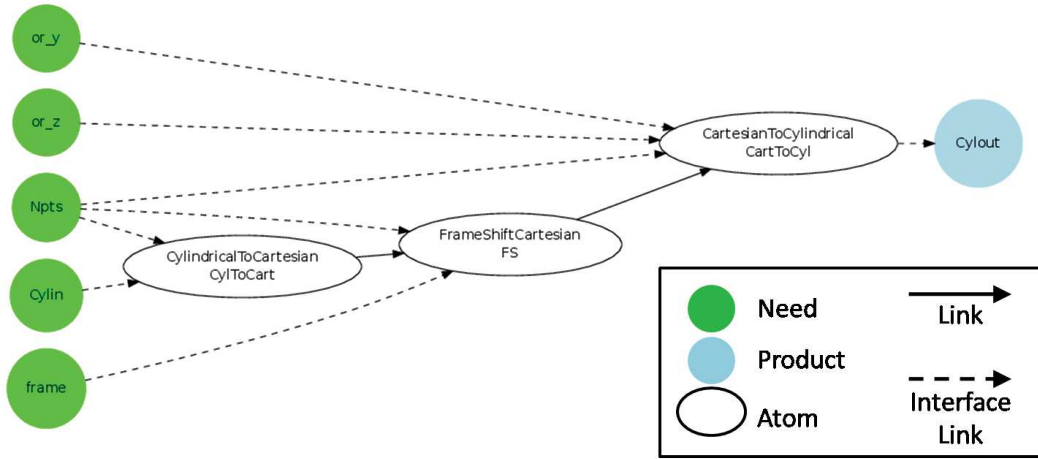 or_y
or_z
Npts
Cylin
frame
CylindricalToCartesian
CylToCart
FrameShiftCartesian
FS
CartesianToCylindrical
CartToCyl
Cylout
Need
Product
Atom
Link
Interface
Link